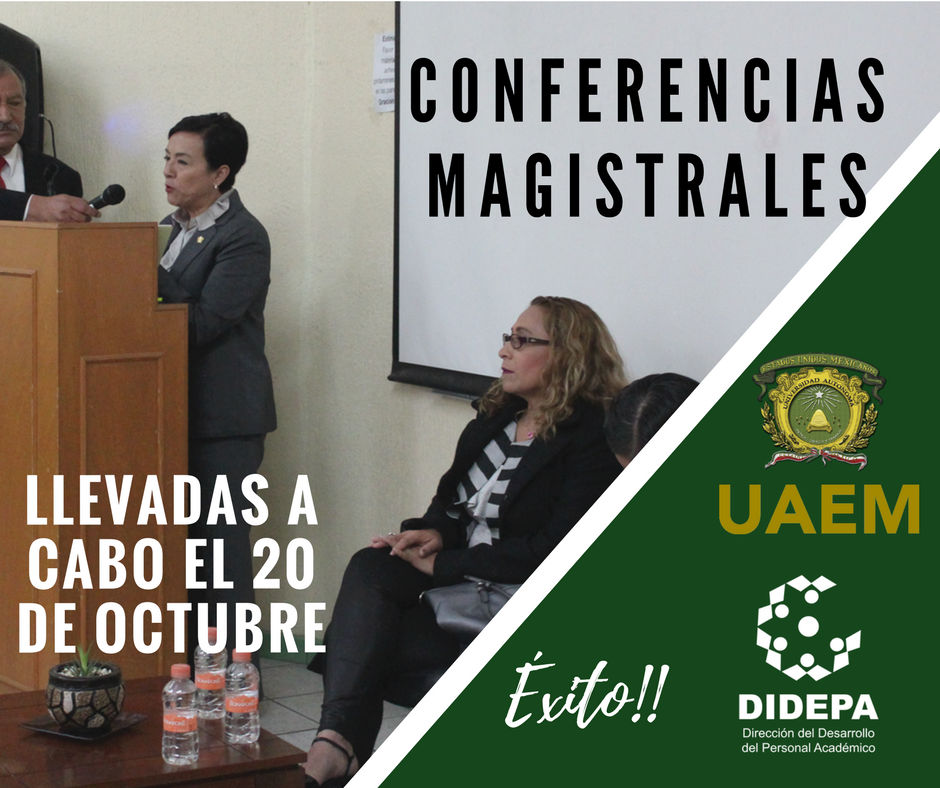 CONFERENCIAS
MAGISTRALES
LLEVADAS A
CABO EL 20
DE OCTUBRE
ESTADOS UNIDOS MEXICANOS
UNIVERSIDAD AUTONOMA
UAEM
Éxito!!
DIDEPA
Dirección del Desarrollo
del Personal Académico